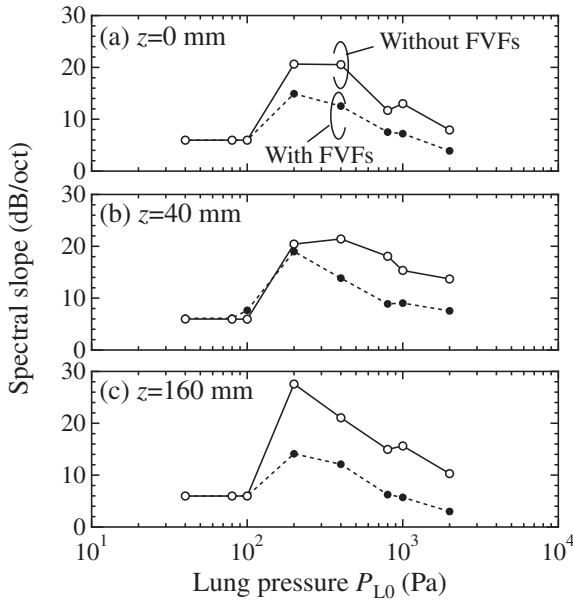 (a) z=0 mm
Without FVFs
With FVFs
30
20
10
0
(b) z=40 mm
30
20
10
0
(c) z=160 mm
30
20
10
0
Spectral slope (dB/oct)
10^1 10^2 10^3 10^4
Lung pressure P_L0 (Pa)